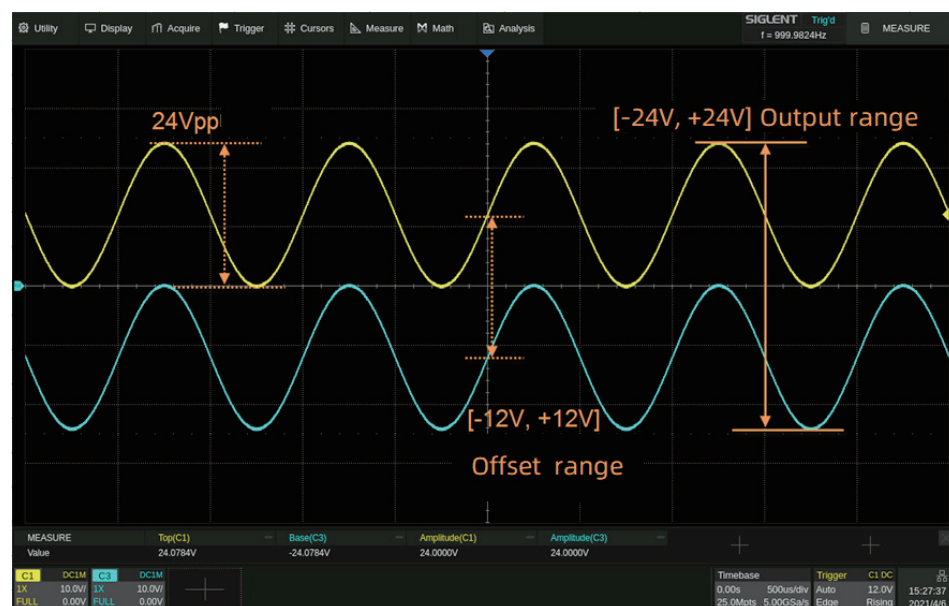 Utility Display Acquire Trigger Cursors Measure Math Analysis SIGLENT Trig'd MEASURE
f = 999.9824Hz
24Vpp
[-24V, +24V] Output range
[-12V, +12V]
Offset range
MEASURE Top(C1) Base(C3) Amplitude(C1) Amplitude(C3)
Value 24.0784V -24.0784V 24.0000V 24.0000V
C1 DC1M C3 DC1M Timebase Trigger C1 DC
1X 10.0V/ 1X 10.0V/ 0.00s 500us/div Auto 12.0V 15:27:37
FULL 0.00V FULL 0.00V 25.0Mpts 5.00GSa/s Edge Rising 2021/4/6